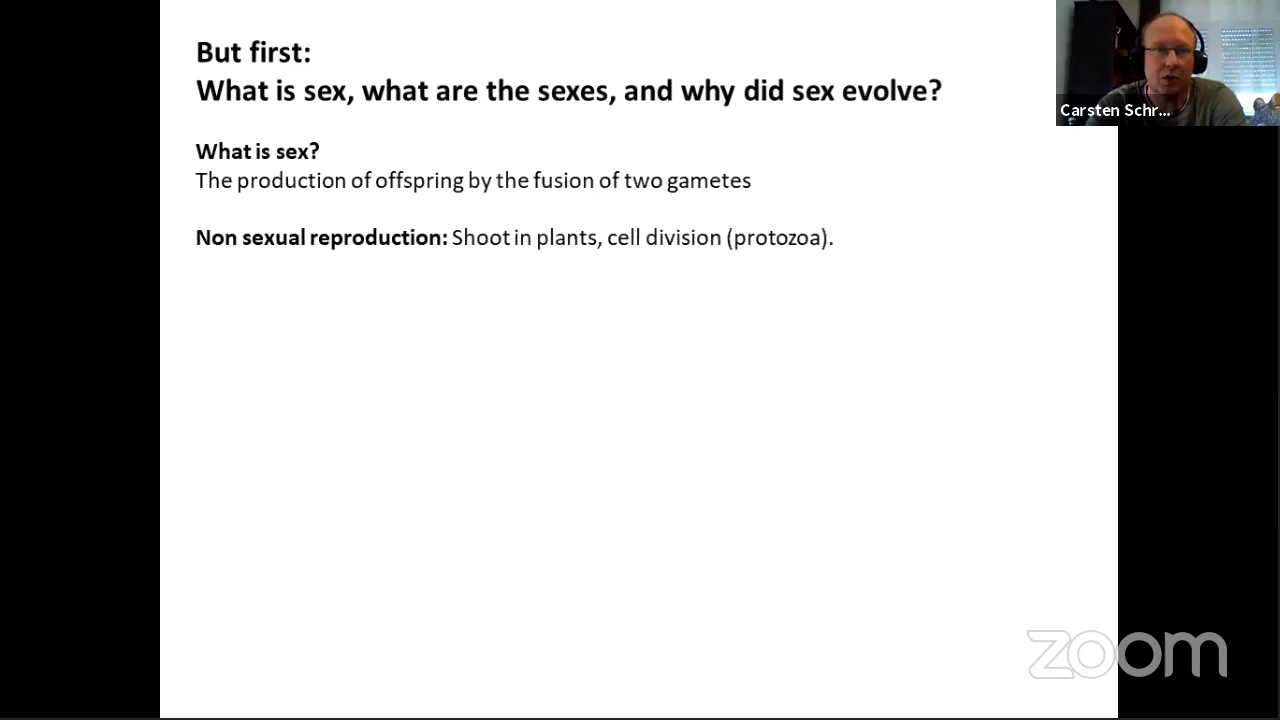 But first:
What is sex, what are the sexes, and why did sex evolve?
What is sex?
The production of offspring by the fusion of two gametes
Non sexual reproduction: Shoot in plants, cell division (protozoa).
Carsten Schr...
zoom